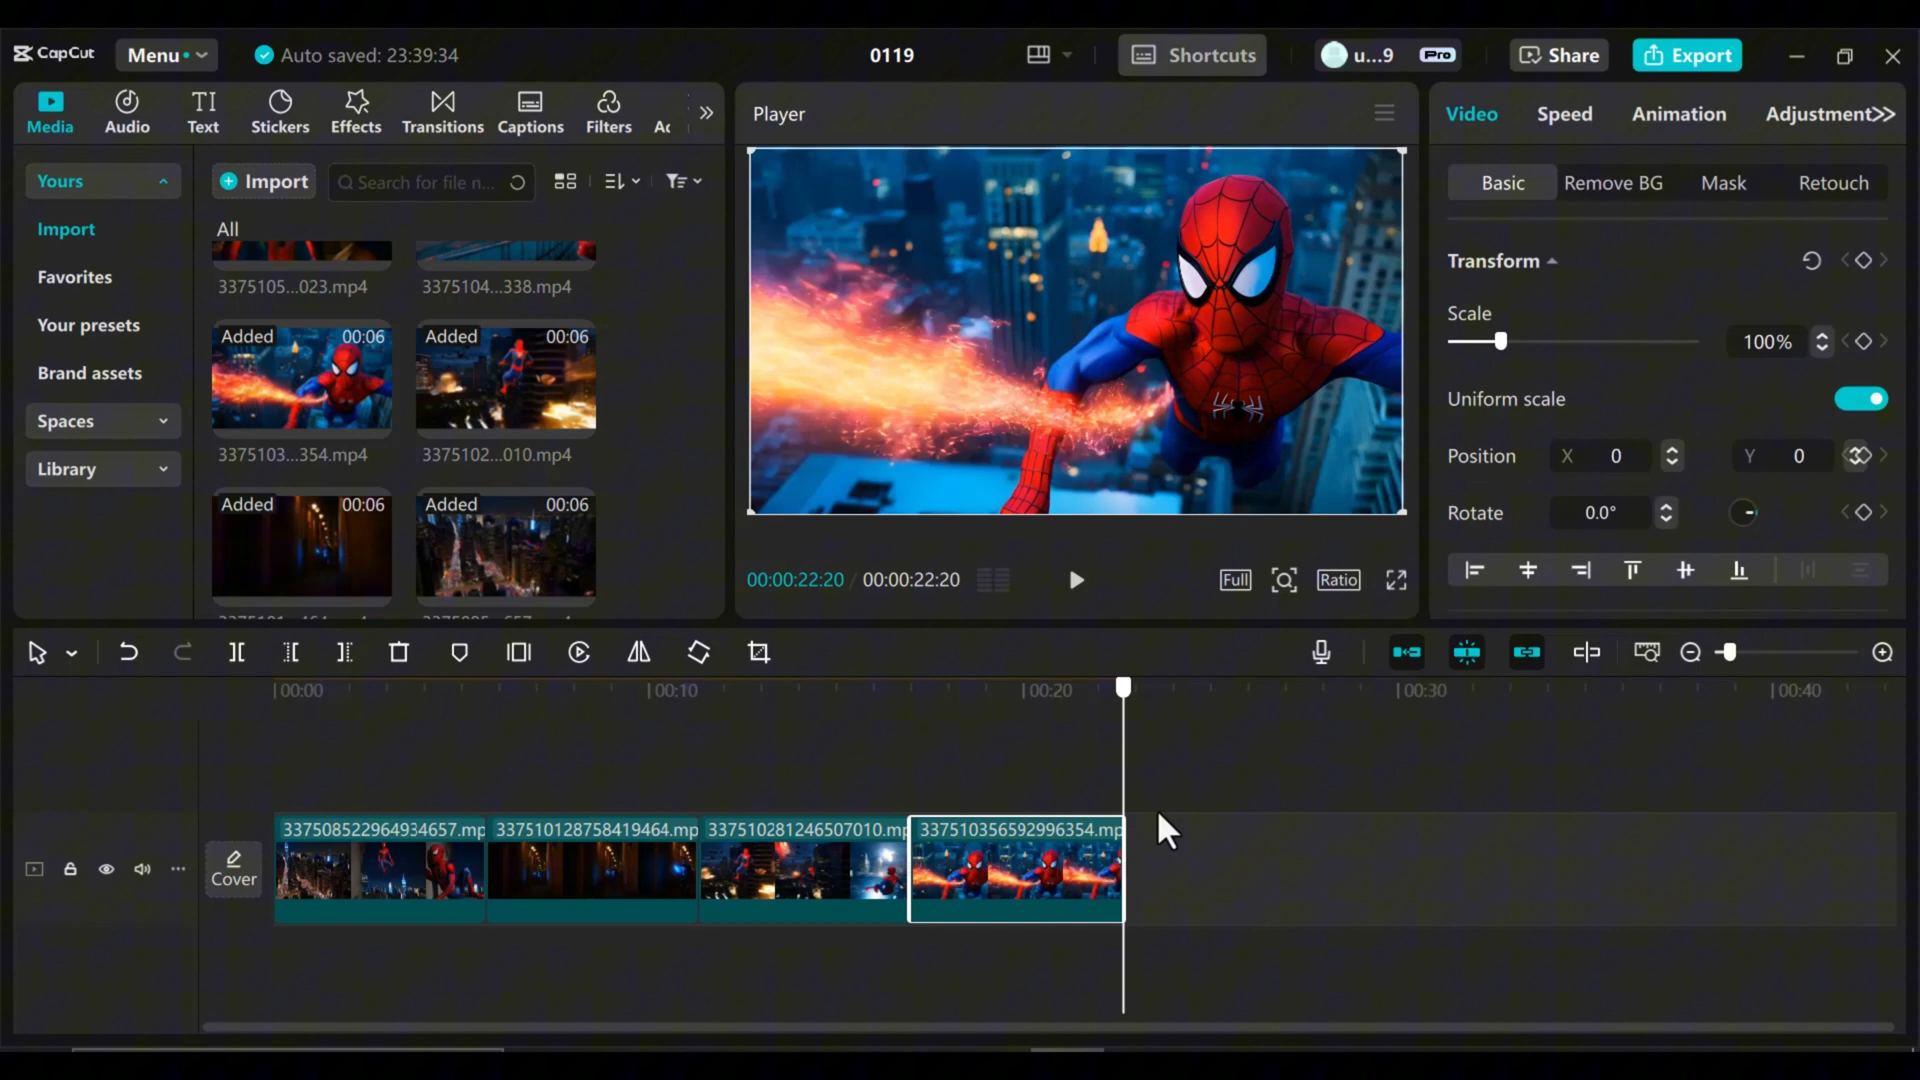 CapCut
Menu
Auto saved: 23:39:34
0119
Shortcuts
u...9
Pro
Share
Export
Media
Audio
TI
Text
Stickers
Effects
Transitions
Captions
Filters
Ac
Player
Video
Speed
Animation
Adjustment
Yours
Import
Search for file n...
Basic
Remove BG
Mask
Retouch
Import
Favorites
Your presets
Brand assets
Spaces
Library
All
3375105...023.mp4
3375104...338.mp4
Added
00:06
Added
00:06
3375103...354.mp4
3375102...010.mp4
Added
00:06
Added
00:06
Transform
Scale
100%
Uniform scale
Position
X
0
Y
0
Rotate
0.0°
00:00:22:20
00:00:22:20
Full
Ratio
00:00
00:10
00:20
00:30
00:40
Cover
337508522964934657.mp
337510128758419464.mp
337510281246507010.mp
337510356592996354.mp